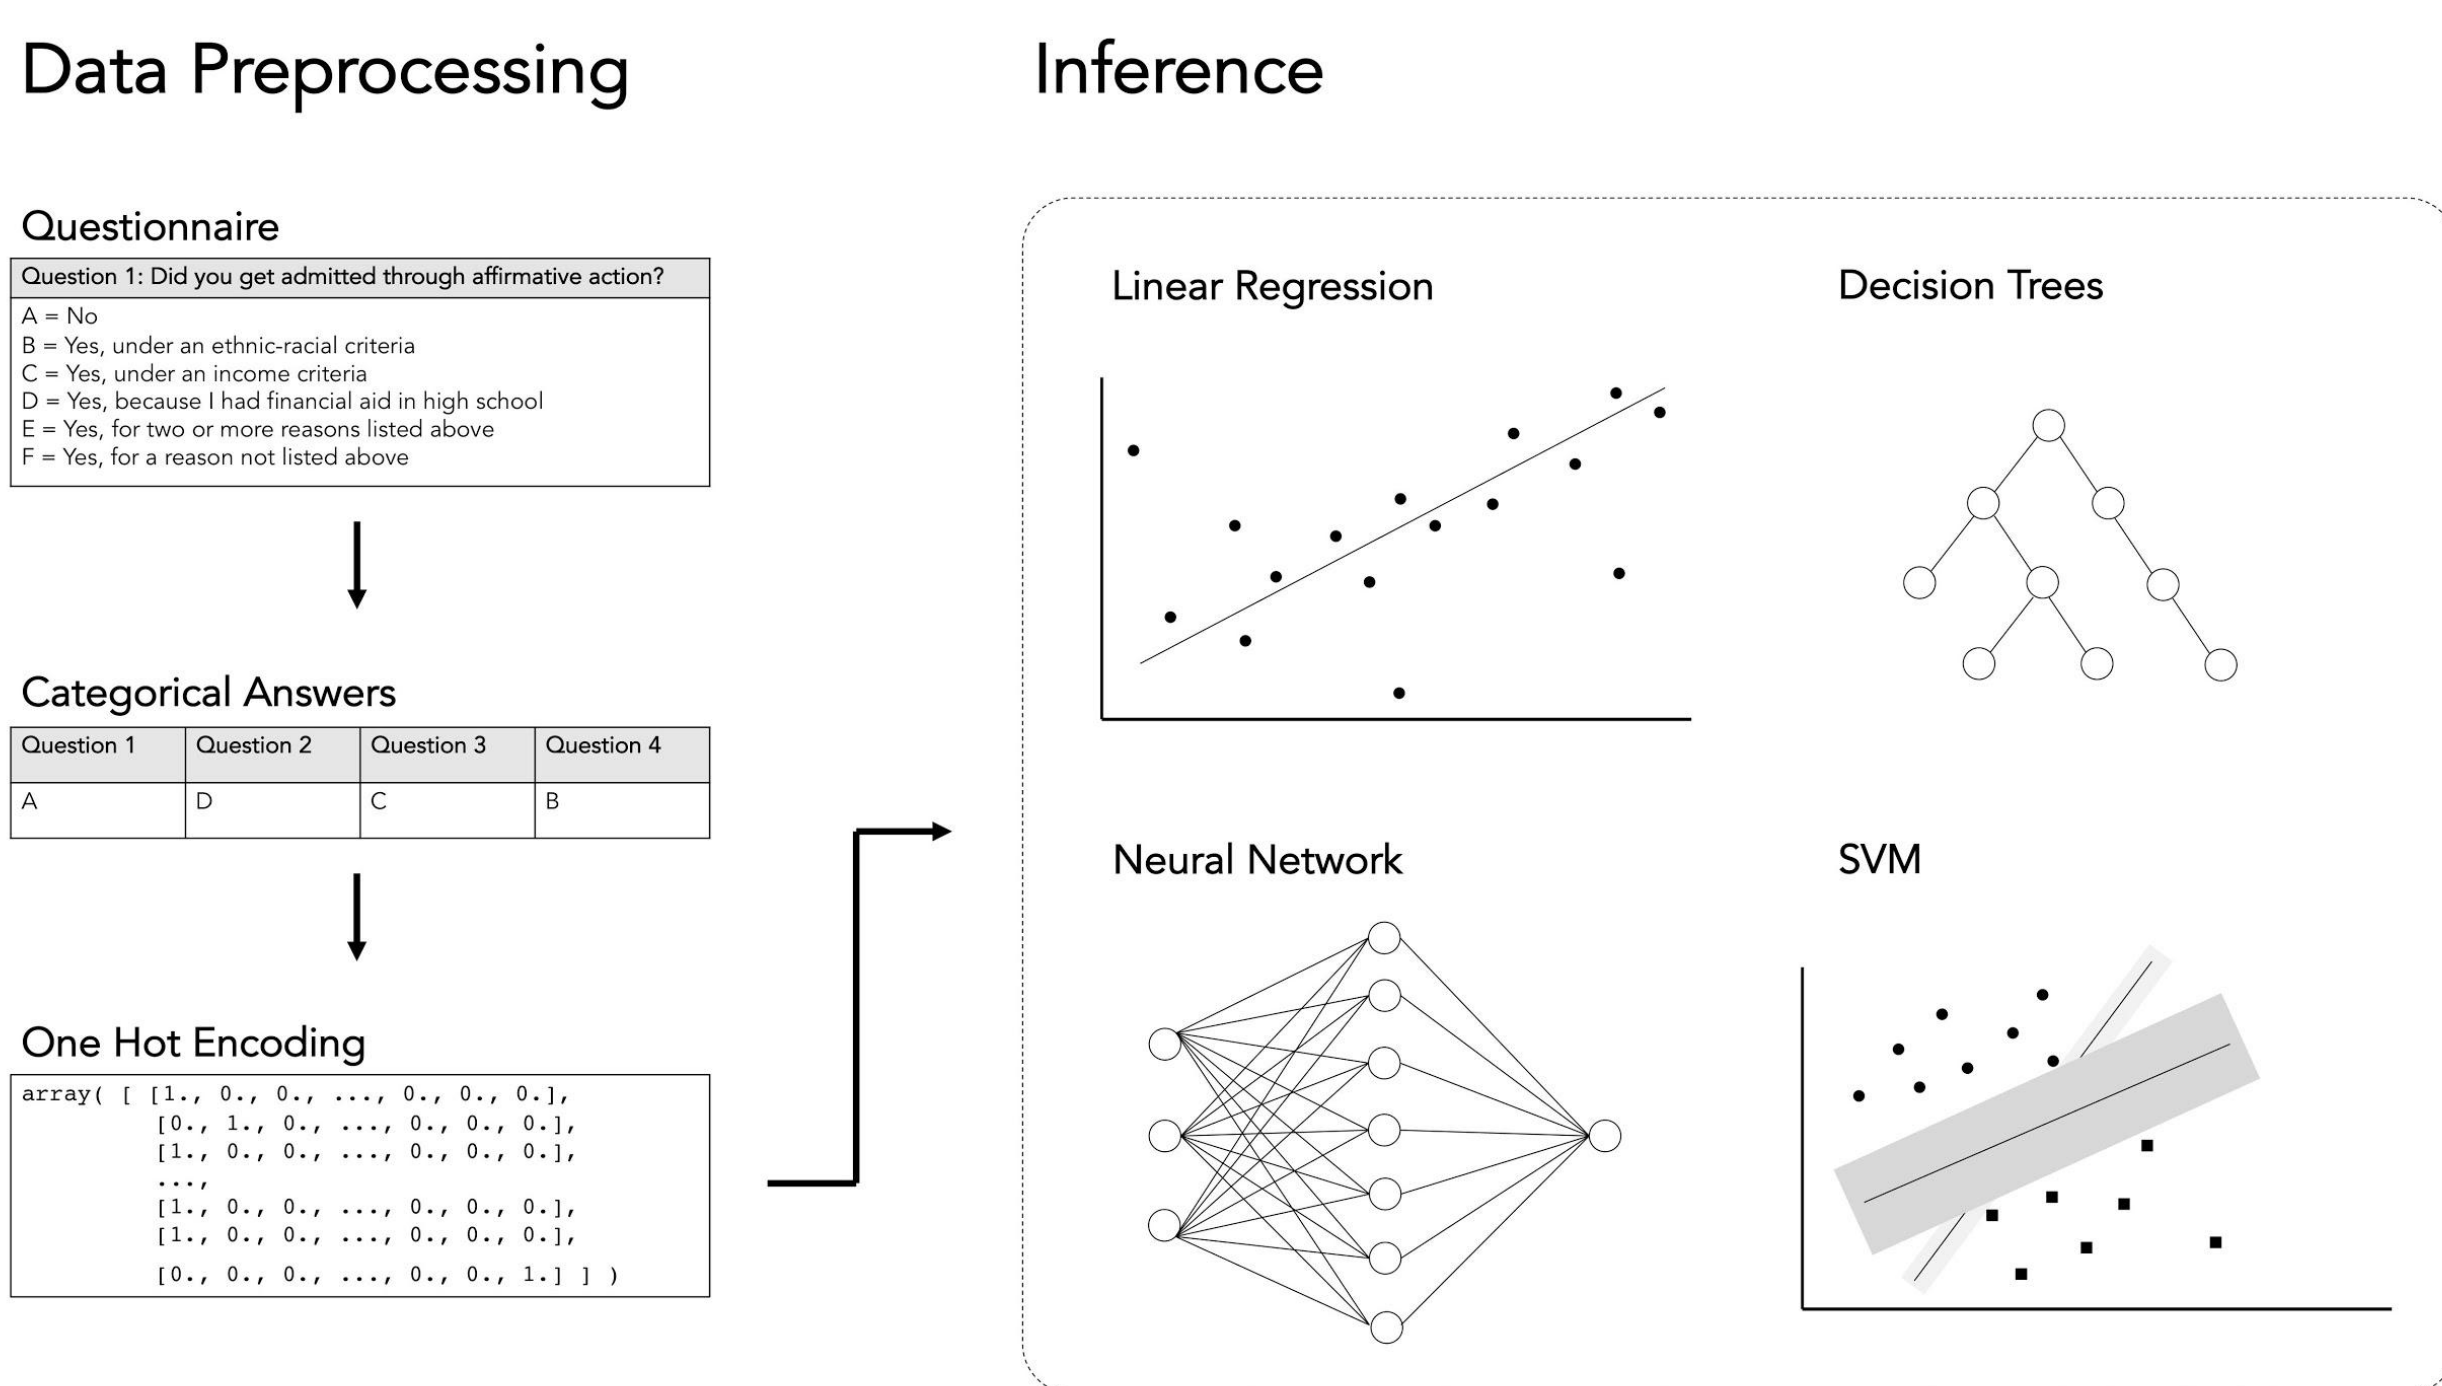 Data Preprocessing
Questionnaire
Question 1: Did you get admitted through affirmative action?
A = No
B = Yes, under an ethnic-racial criteria
C = Yes, under an income criteria
D = Yes, because I had financial aid in high school
E = Yes, for two or more reasons listed above
F = Yes, for a reason not listed above
Categorical Answers
Question 1 Question 2 Question 3 Question 4
A D C B
One Hot Encoding
array( [ [1., 0., 0., ..., 0., 0., 0.],
[0., 1., 0., ..., 0., 0., 0.],
[1., 0., 0., ..., 0., 0., 0.],
...,
[1., 0., 0., ..., 0., 0., 0.],
[1., 0., 0., ..., 0., 0., 0.],
[0., 0., 0., ..., 0., 0., 1.] ] )
Inference
Linear Regression
Decision Trees
Neural Network
SVM